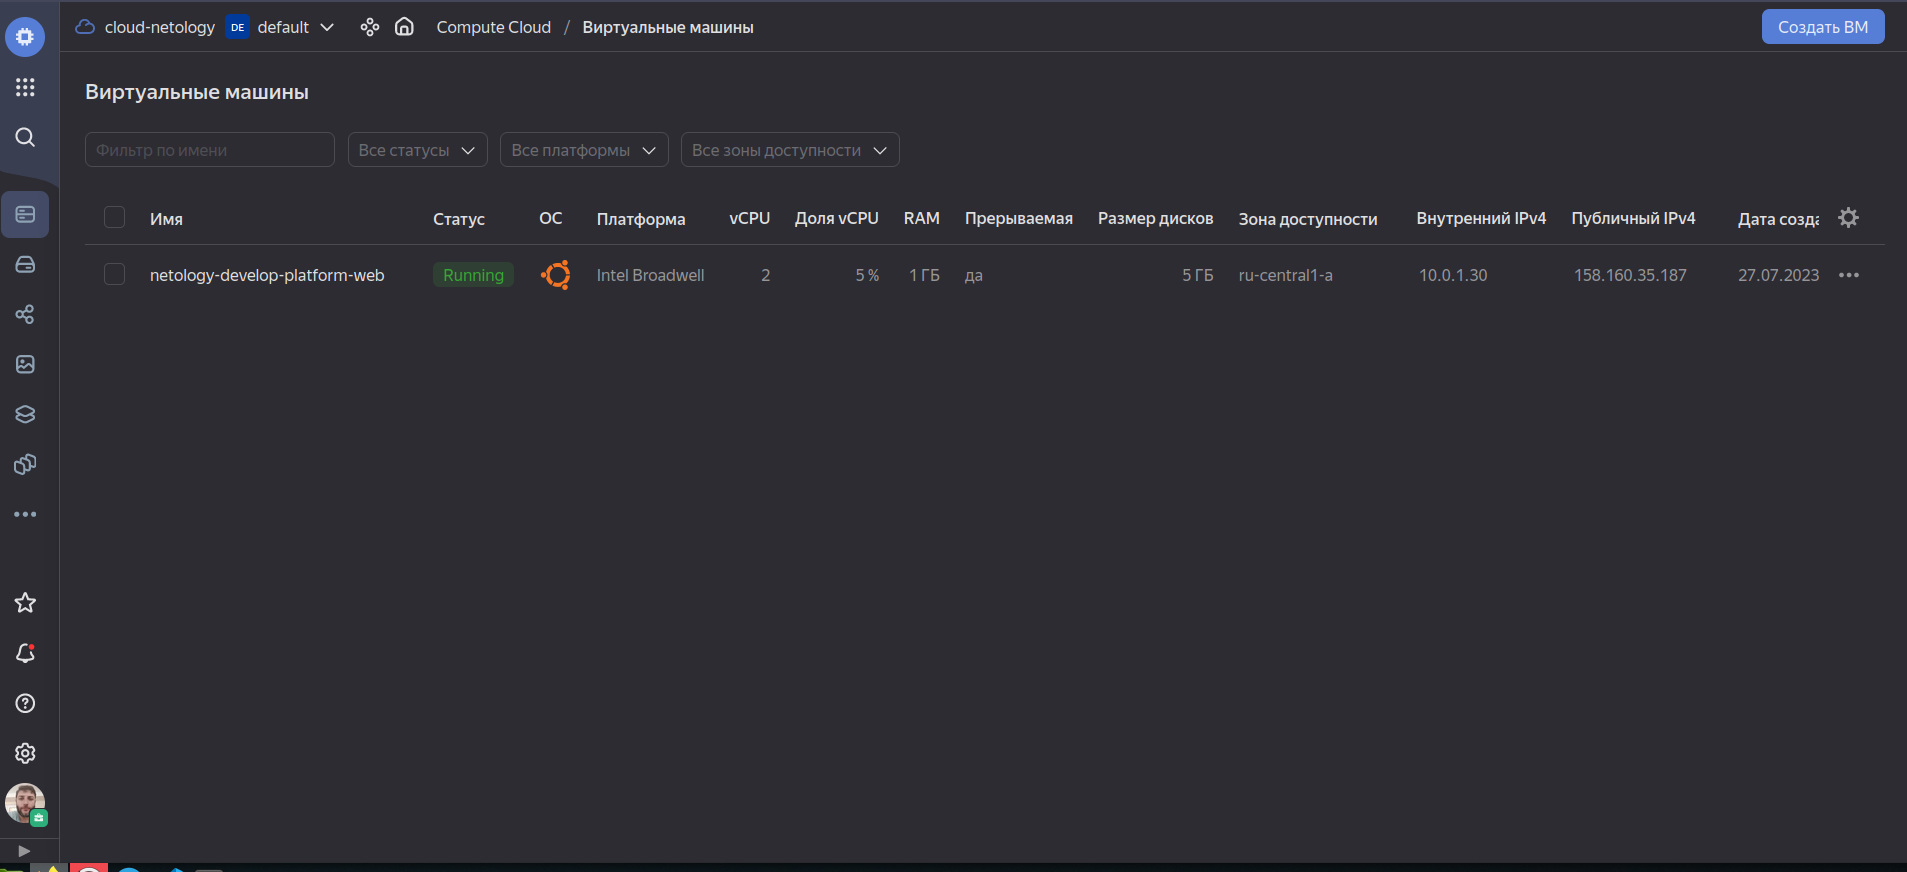 cloud-netology DE default Compute Cloud / Виртуальные машины Создать ВМ
Виртуальные машины
Фильтр по имени Все статусы Все платформы Все зоны доступности
Имя Статус ОС Платформа vCPU Доля vCPU RAM Прерываемая Размер дисков Зона доступности Внутренний IPv4 Публичный IPv4 Дата созда
netology-develop-platform-web Running Intel Broadwell 2 5 % 1 ГБ да 5 ГБ ru-central1-a 10.0.1.30 158.160.35.187 27.07.2023